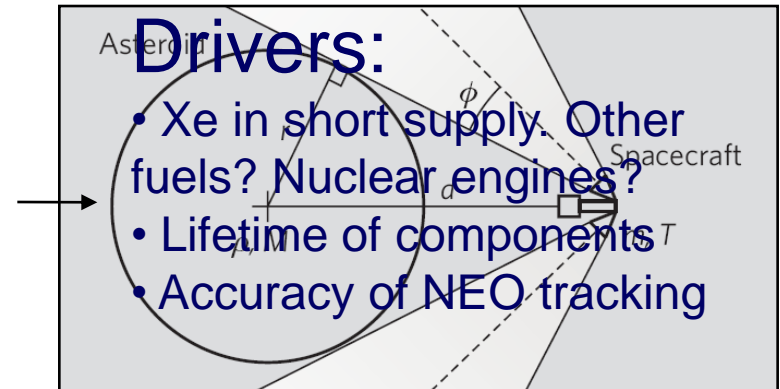 Asteroid
Drivers:
• Xe in short supply. Other
fuels? Nuclear engines?
• Lifetime of components
• Accuracy of NEO tracking
ϕ
r
Spacecraft
d
m, T